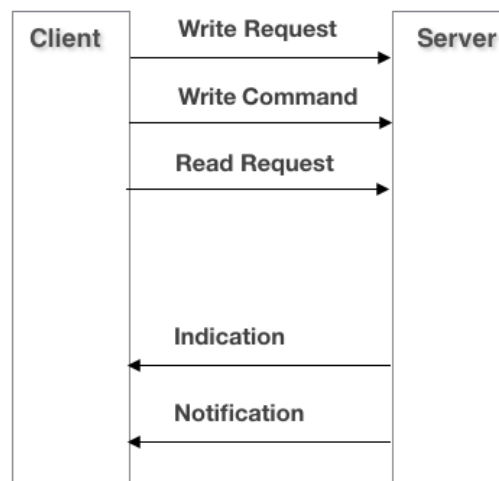 Client
Write Request
Server
Write Command
Read Request
Indication
Notification